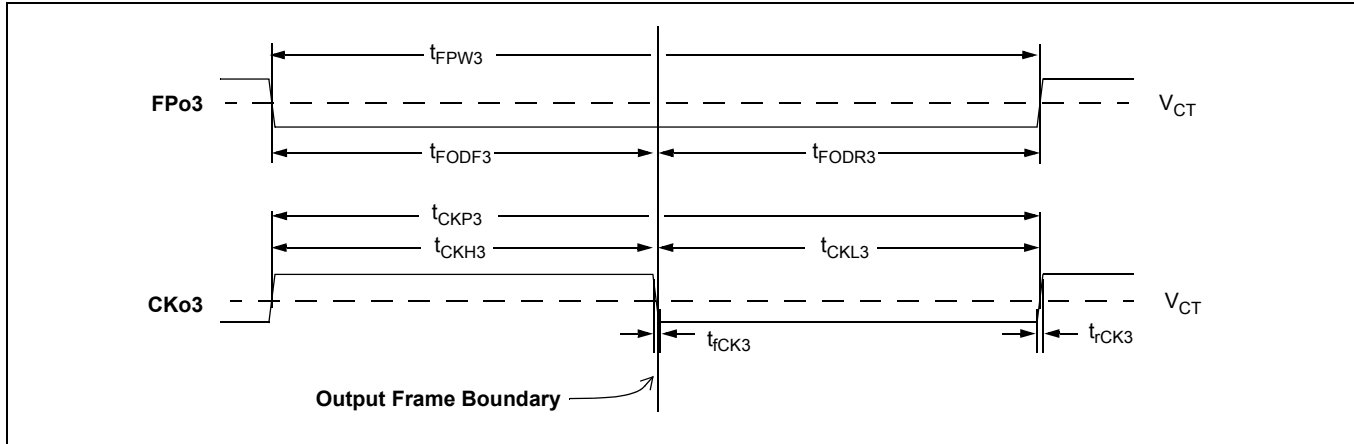 tFPW3
FPo3
VCT
tFODF3
tFODR3
tCKP3
tCKH3
tCKL3
CKo3
VCT
tfCK3
trCK3
Output Frame Boundary